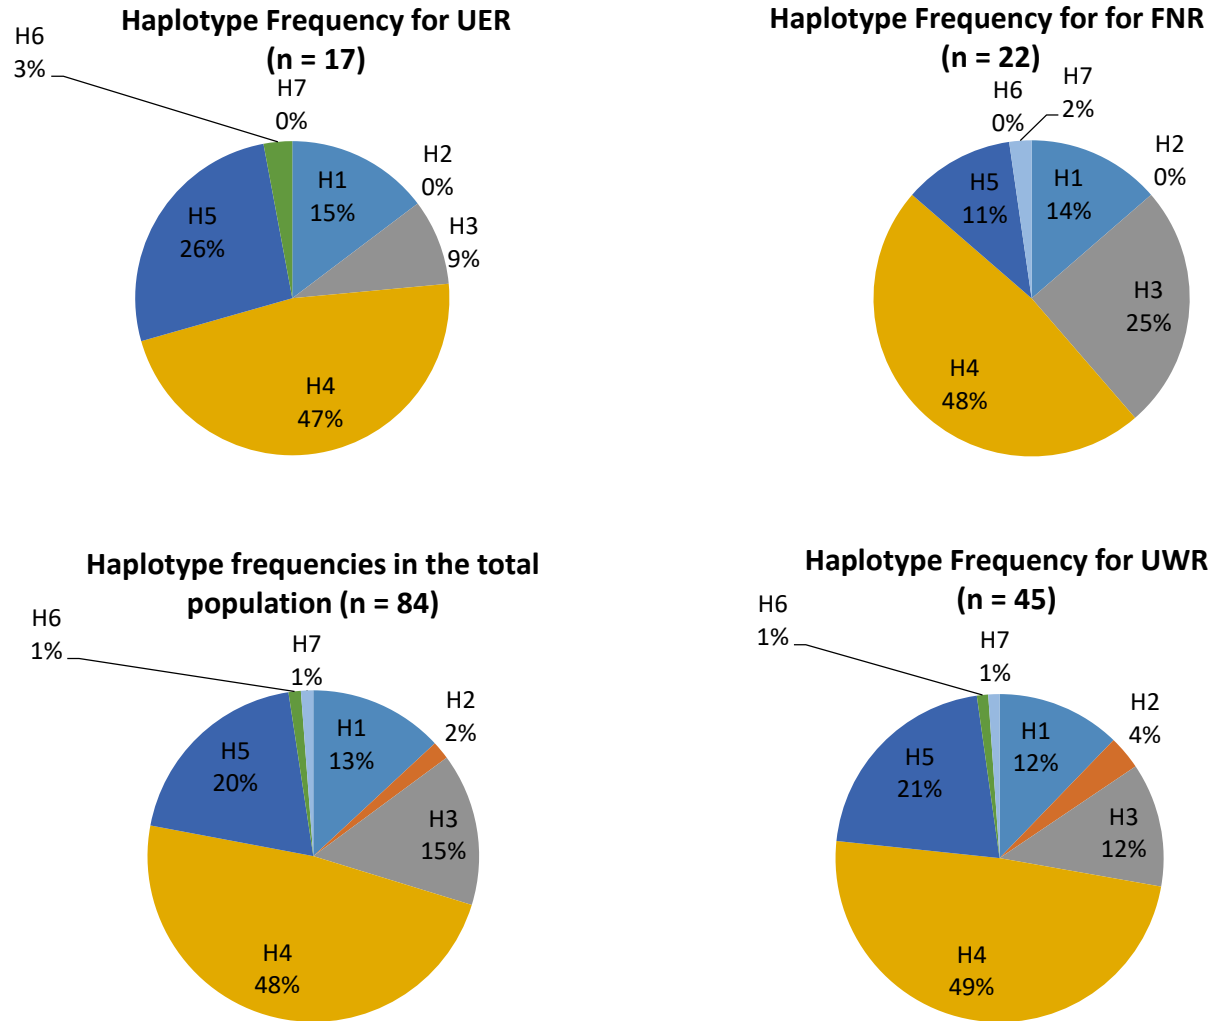 Haplotype Frequency for UER
(n = 17)
H6
3%
H7
0%
H1
15%
H2
0%
H3
9%
H5
26%
H4
47%
Haplotype Frequency for for FNR
(n = 22)
H6
0%
H7
2%
H2
0%
H5
11%
H1
14%
H3
25%
H4
48%
Haplotype frequencies in the total
population (n = 84)
H6
1%
H7
1%
H1
13%
H2
2%
H5
20%
H3
15%
H4
48%
Haplotype Frequency for UWR
(n = 45)
H6
1%
H7
1%
H2
4%
H1
12%
H5
21%
H3
12%
H4
49%